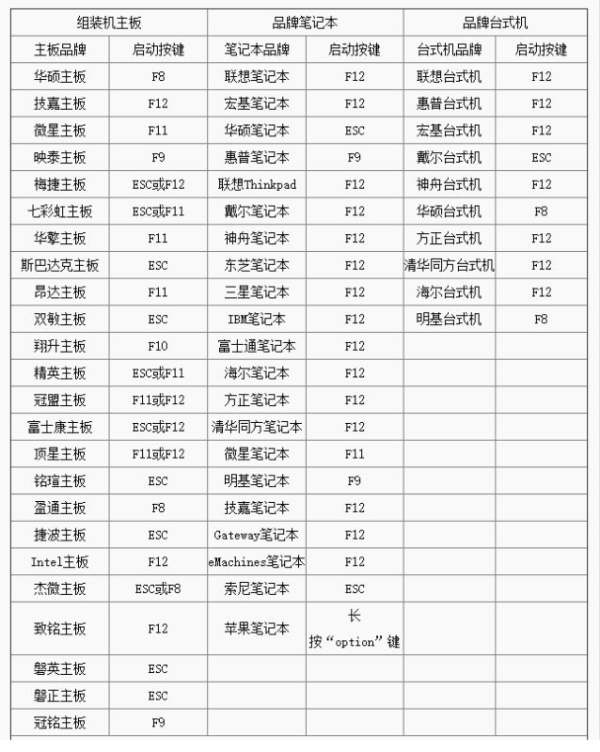 组装机主板 品牌笔记本 品牌台式机
主板品牌 启动按键 笔记本品牌 启动按键 台式机品牌 启动按键
华硕主板 F8 联想笔记本 F12 联想台式机 F12
技嘉主板 F12 宏基笔记本 F12 惠普台式机 F12
微星主板 F11 华硕笔记本 ESC 宏基台式机 F12
映泰主板 F9 惠普笔记本 F9 戴尔台式机 ESC
梅捷主板 ESC或F12 联想Thinkpad F12 神舟台式机 F12
七彩虹主板 ESC或F11 戴尔笔记本 F12 华硕台式机 F8
华擎主板 F11 神舟笔记本 F12 方正台式机 F12
斯巴达克主板 ESC 东芝笔记本 F12 清华同方台式机 F12
昂达主板 F11 三星笔记本 F12 海尔台式机 F12
双敏主板 ESC IBM笔记本 F12 明基台式机 F8
翔升主板 F10 富士通笔记本 F12
精英主板 ESC或F11 海尔笔记本 F12
冠盟主板 F11或F12 方正笔记本 F12
富士康主板 ESC或F12 清华同方笔记本 F12
顶星主板 F11或F12 微星笔记本 F11
铭瑄主板 ESC 明基笔记本 F9
盈通主板 F8 技嘉笔记本 F12
捷波主板 ESC Gateway笔记本 F12
Intel主板 F12 eMachines笔记本 F12
杰微主板 ESC或F8 索尼笔记本 ESC
致铭主板 F12 苹果笔记本 长
按“option”键
磐英主板 ESC
磐正主板 ESC
冠铭主板 F9